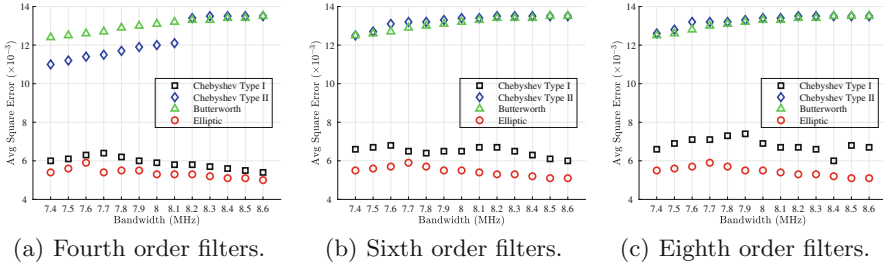 Avg Square Error (×10⁻³)
14
12
10
8
6
4
Chebyshev Type I
Chebyshev Type II
Butterworth
Elliptic
7.4 7.5 7.6 7.7 7.8 7.9 8 8.1 8.2 8.3 8.4 8.5 8.6
Bandwidth (MHz)
(a) Fourth order filters.
Avg Square Error (×10⁻³)
14
12
10
8
6
4
Chebyshev Type I
Chebyshev Type II
Butterworth
Elliptic
7.4 7.5 7.6 7.7 7.8 7.9 8 8.1 8.2 8.3 8.4 8.5 8.6
Bandwidth (MHz)
(b) Sixth order filters.
Avg Square Error (×10⁻³)
14
12
10
8
6
4
Chebyshev Type I
Chebyshev Type II
Butterworth
Elliptic
7.4 7.5 7.6 7.7 7.8 7.9 8 8.1 8.2 8.3 8.4 8.5 8.6
Bandwidth (MHz)
(c) Eighth order filters.